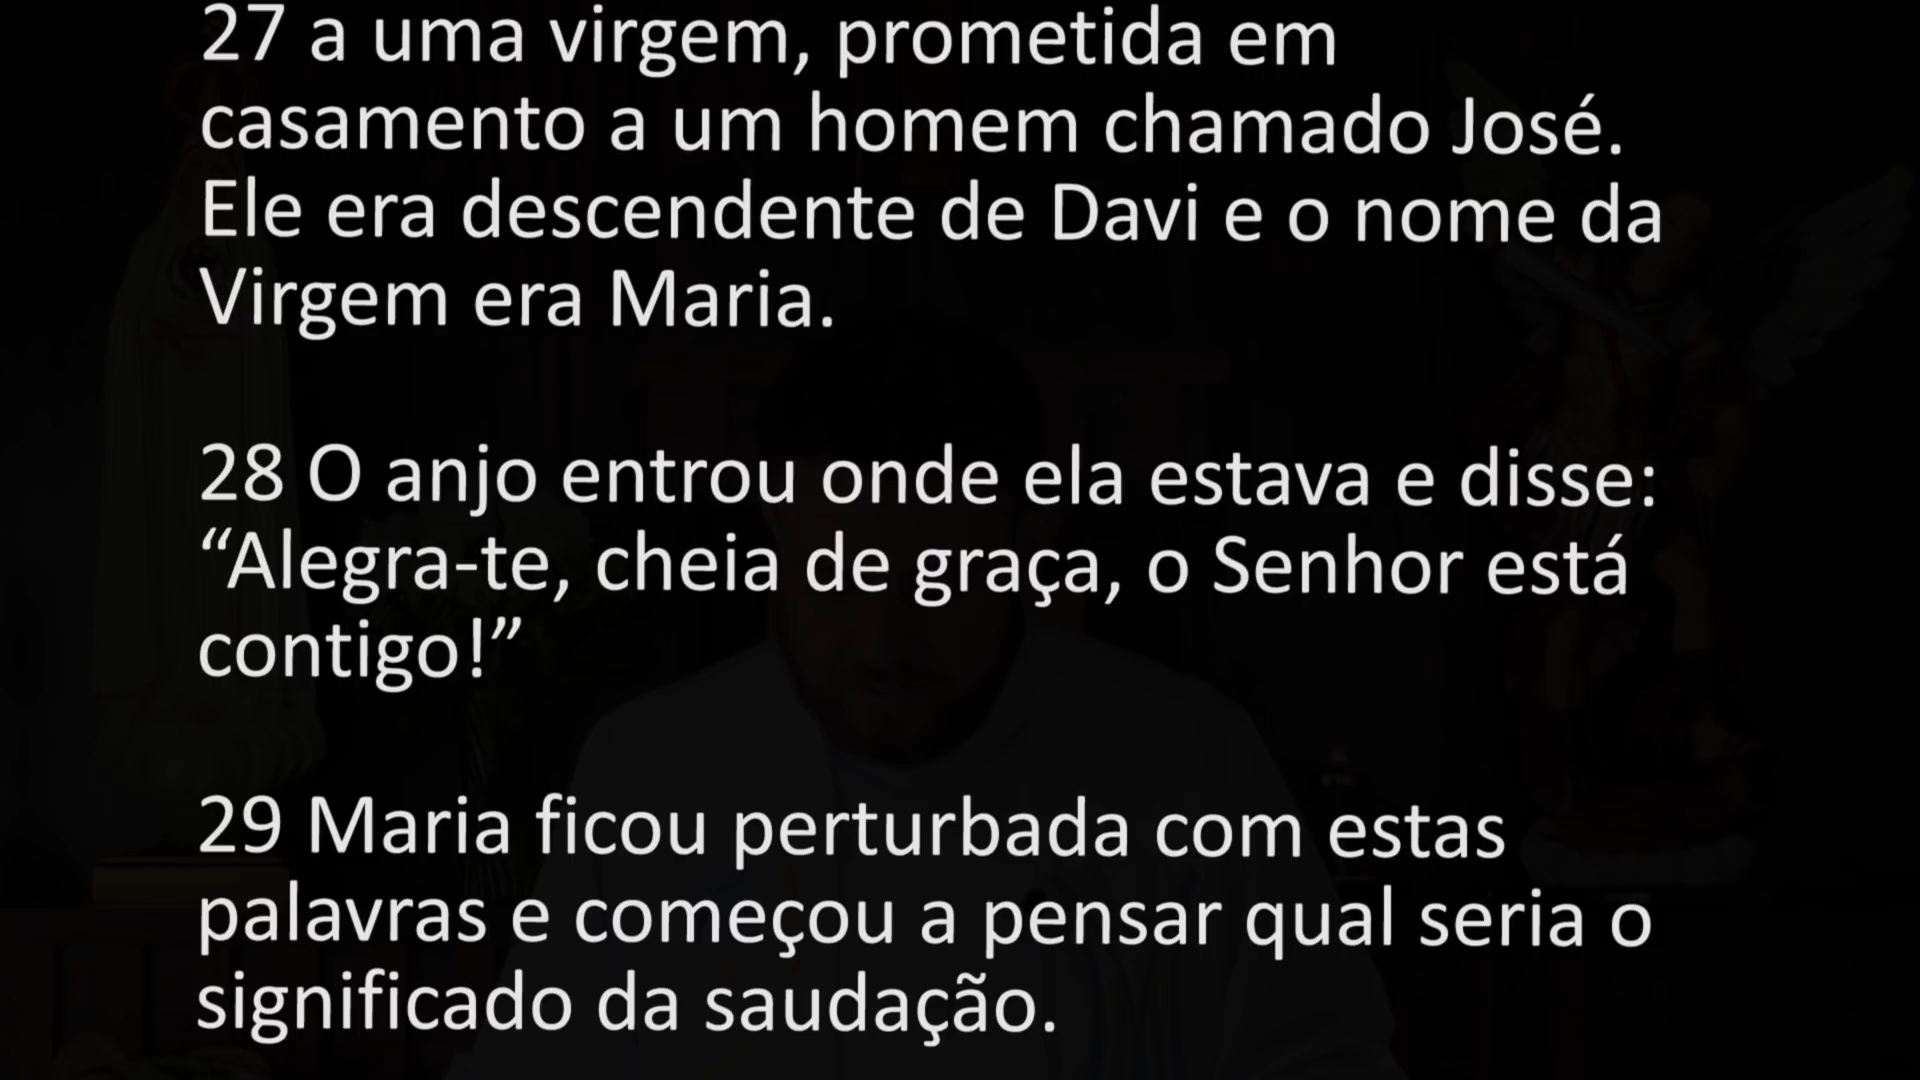 27 a uma virgem, prometida em
casamento a um homem chamado José.
Ele era descendente de Davi e o nome da
Virgem era Maria.
28 O anjo entrou onde ela estava e disse:
“Alegra-te, cheia de graça, o Senhor está
contigo!”
29 Maria ficou perturbada com estas
palavras e começou a pensar qual seria o
significado da saudação.